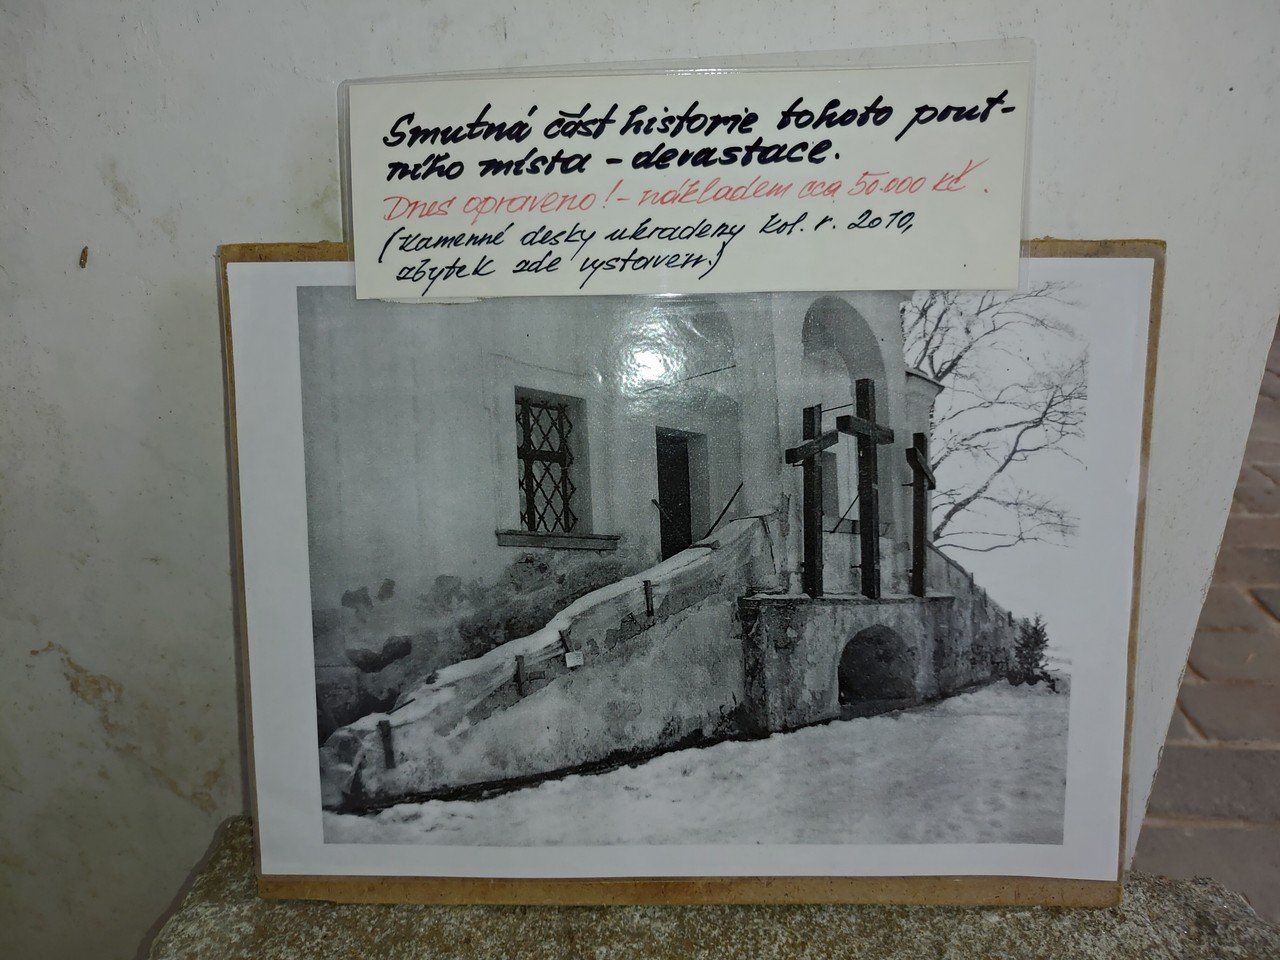 Smutná část historie tohoto pout-
ního místa - devastace.
Dnes opraveno! - nákladem cca 50.000 Kč.
(Kamenné desky ukradeny kol. r. 2010,
zbytek zde vystaven.)